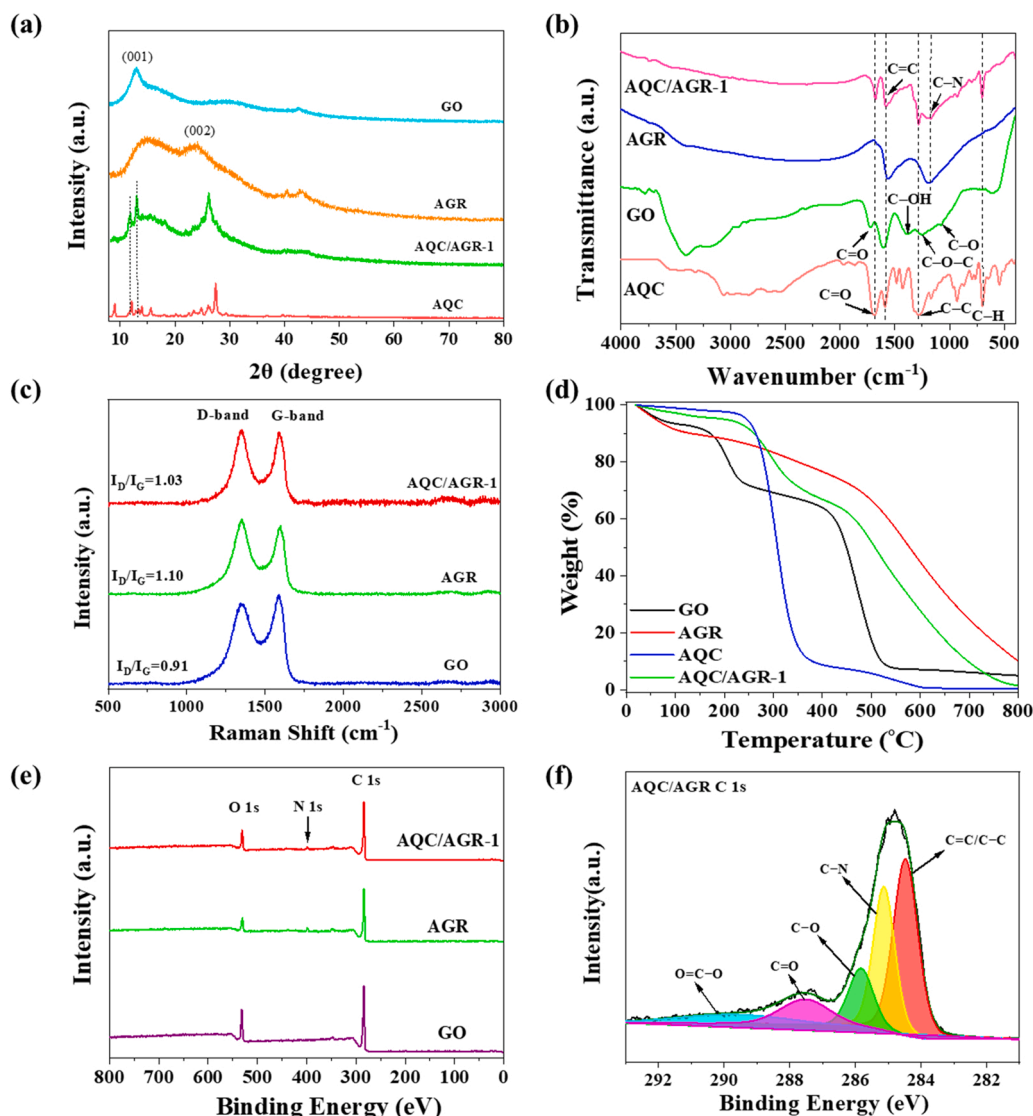 (a)
(001)
GO
(002)
AGR
AQC/AGR-1
AQC
Intensity (a.u.)
10 20 30 40 50 60 70 80
2θ (degree)
(b)
AQC/AGR-1
C=C
C−N
AGR
C−OH
GO
C=O
C−O−C
C−O
AQC
C=O
C−C
C−H
Transmittance (a.u.)
4000 3500 3000 2500 2000 1500 1000 500
Wavenumber (cm-1)
(c)
D-band G-band
ID/IG=1.03
AQC/AGR-1
ID/IG=1.10
AGR
ID/IG=0.91
GO
Intensity (a.u.)
500 1000 1500 2000 2500 3000
Raman Shift (cm-1)
(d)
100
80
60
40
20
0
Weight (%)
GO
AGR
AQC
AQC/AGR-1
0 100 200 300 400 500 600 700 800
Temperature (°C)
(e)
C 1s
O 1s
N 1s
AQC/AGR-1
AGR
GO
Intensity (a.u.)
800 700 600 500 400 300 200 100 0
Binding Energy (eV)
(f)
AQC/AGR C 1s
C=C/C−C
C−N
C−O
C=O
O=C−O
Intensity(a.u.)
292 290 288 286 284 282
Binding Energy (eV)